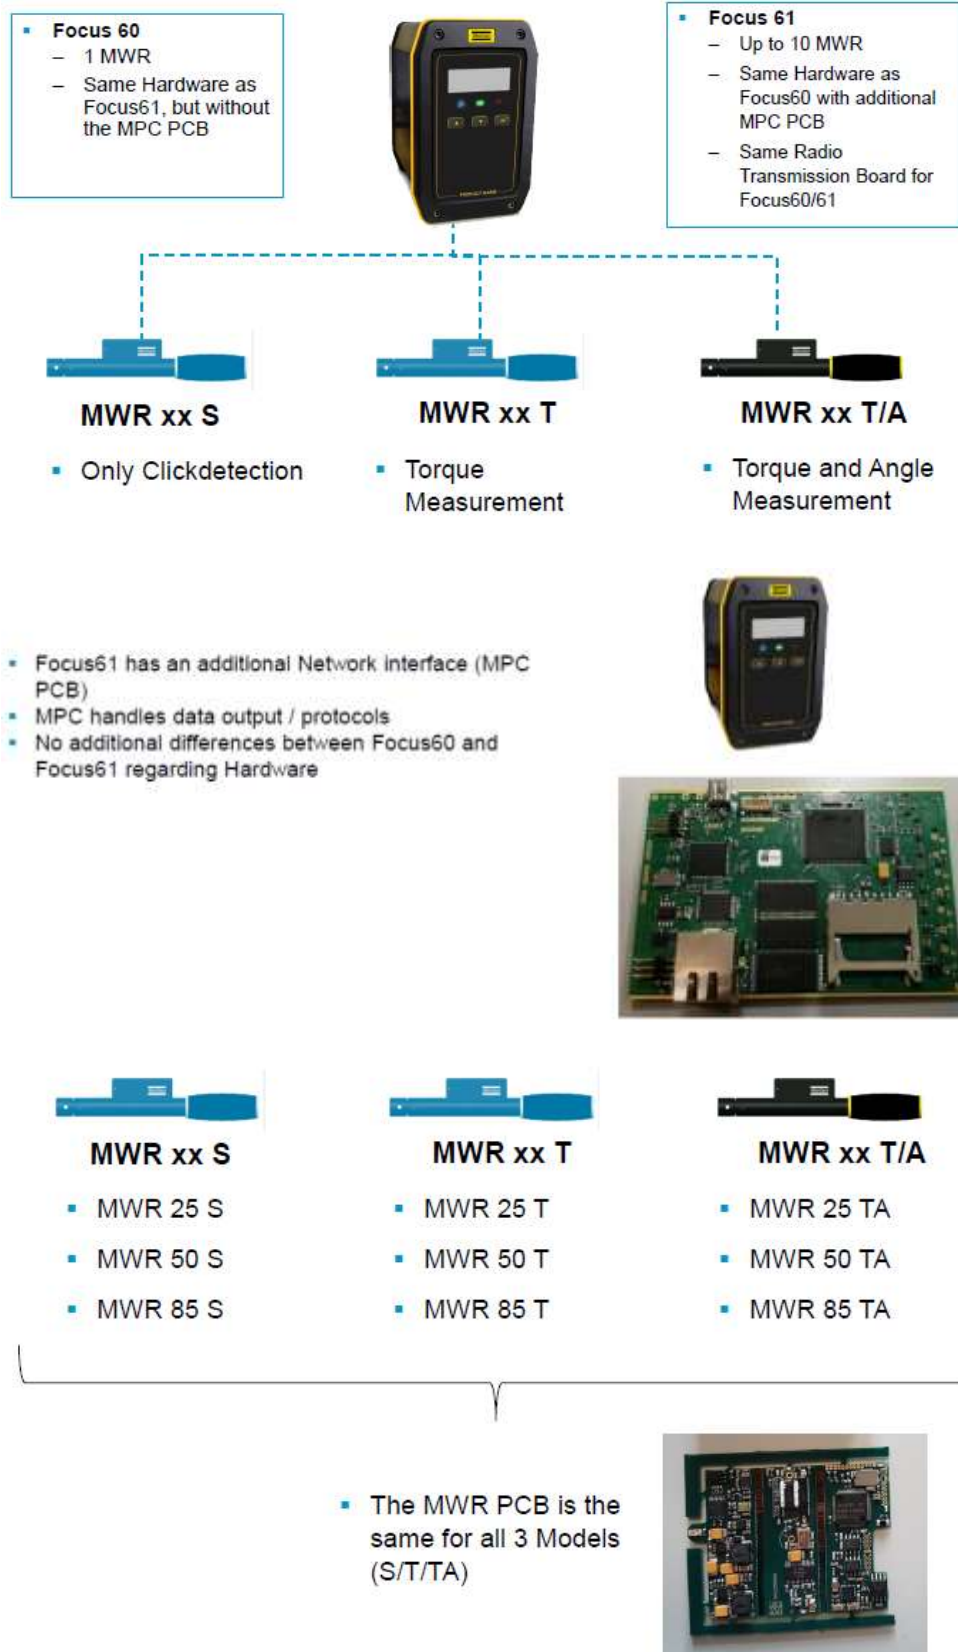 Focus 60
– 1 MWR
– Same Hardware as
Focus61, but without
the MPC PCB
Focus 61
– Up to 10 MWR
– Same Hardware as
Focus60 with additional
MPC PCB
– Same Radio
Transmission Board for
Focus60/61
MWR xx S
Only Clickdetection
MWR xx T
Torque
Measurement
MWR xx T/A
Torque and Angle
Measurement
Focus61 has an additional Network interface (MPC
PCB)
MPC handles data output / protocols
No additional differences between Focus60 and
Focus61 regarding Hardware
MWR xx S
MWR 25 S
MWR 50 S
MWR 85 S
MWR xx T
MWR 25 T
MWR 50 T
MWR 85 T
MWR xx T/A
MWR 25 TA
MWR 50 TA
MWR 85 TA
The MWR PCB is the
same for all 3 Models
(S/T/TA)